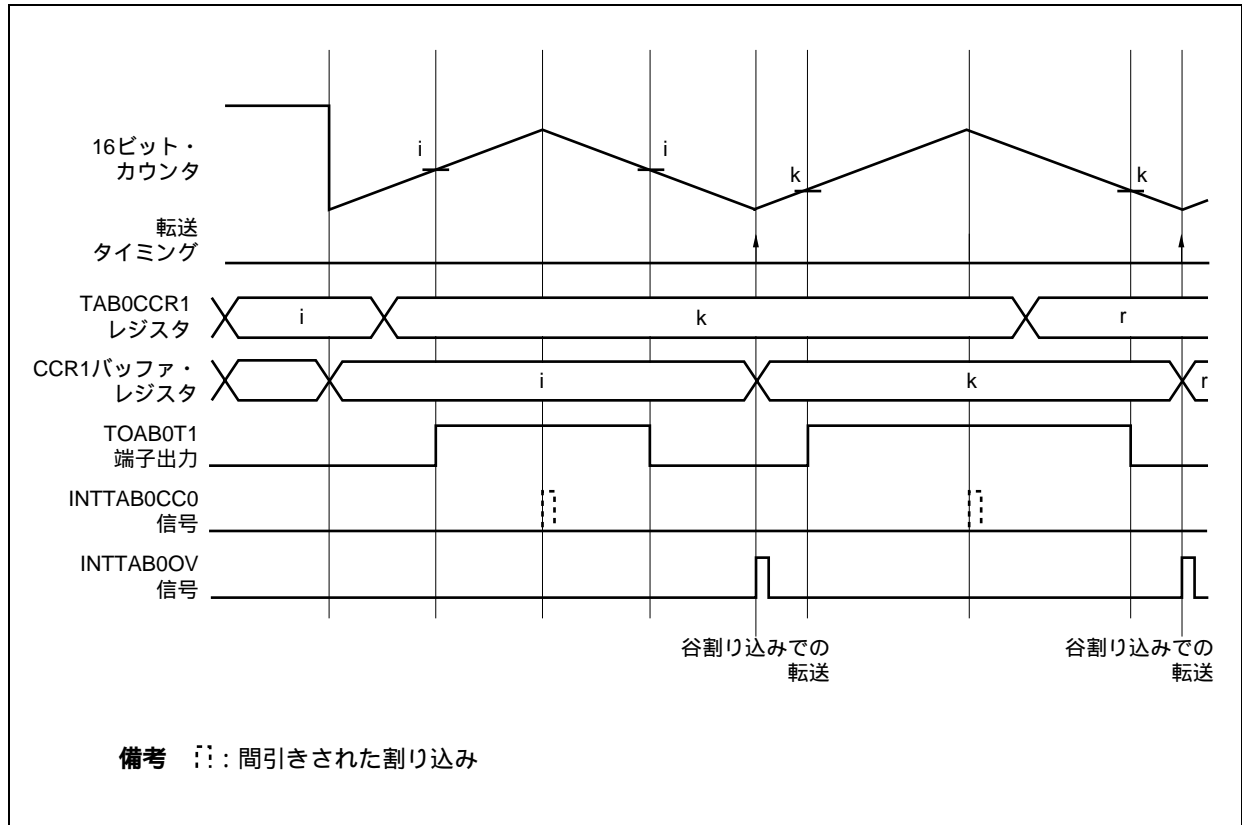 i
i
k
k
16ビット・
カウンタ
転送
タイミング
TAB0CCR1
レジスタ
i
k
r
CCR1バッファ・
レジスタ
i
k
r
TOAB0T1
端子出力
INTTAB0CC0
信号
INTTAB0OV
信号
谷割り込みでの
転送
谷割り込みでの
転送
備考 : 間引きされた割り込み